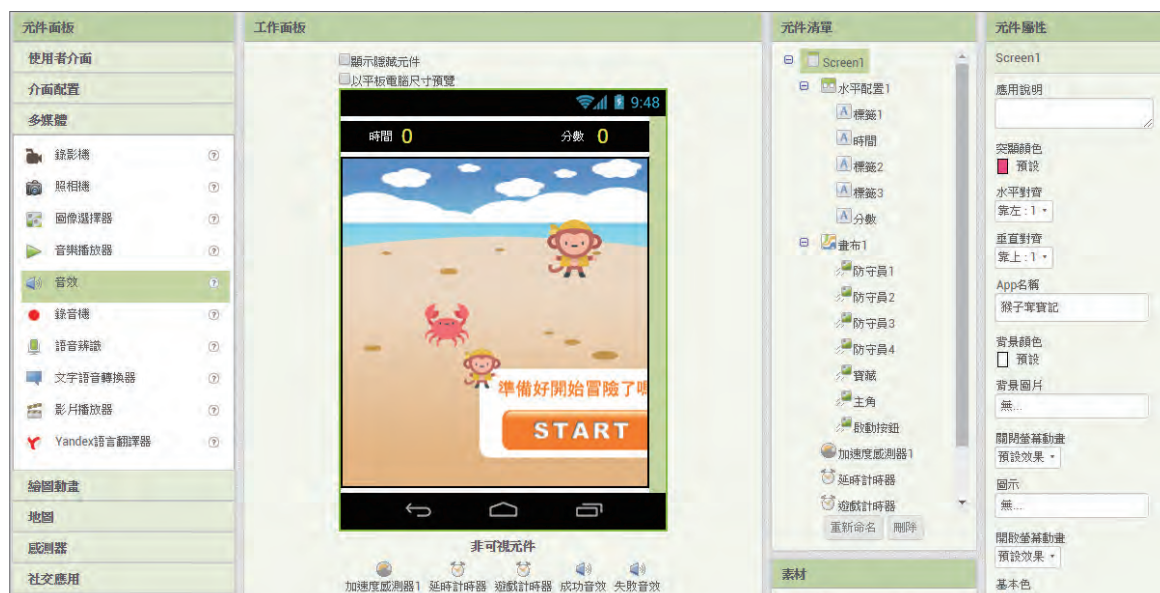 元件面板
使用者介面
介面配置
多媒體
錄影機
照相機
圖像選擇器
音樂播放器
音效
錄音機
語音辨識
文字語音轉換器
影片播放器
Yandex語言翻譯器
繪圖動畫
地圖
感測器
社交應用
工作面板
顯示隱藏元件
以平板電腦尺寸預覽
9:48
時間 0 分數 0
準備好開始冒險了嗎
START
非可視元件
加速度感測器1 延時計時器 遊戲計時器 成功音效 失敗音效
元件清單
Screen1
水平配置1
標籤1
時間
標籤2
標籤3
分數
畫布1
防守員1
防守員2
防守員3
防守員4
寶藏
主角
啟動按鈕
加速度感測器1
延時計時器
遊戲計時器
重新命名 刪除
素材
元件屬性
Screen1
應用說明
突顯顏色
預設
水平對齊
靠左:1
垂直對齊
靠上:1
App名稱
猴子奪寶記
背景顏色
預設
背景圖片
無...
關閉螢幕動畫
預設效果
圖示
無...
開啟螢幕動畫
預設效果
基本色